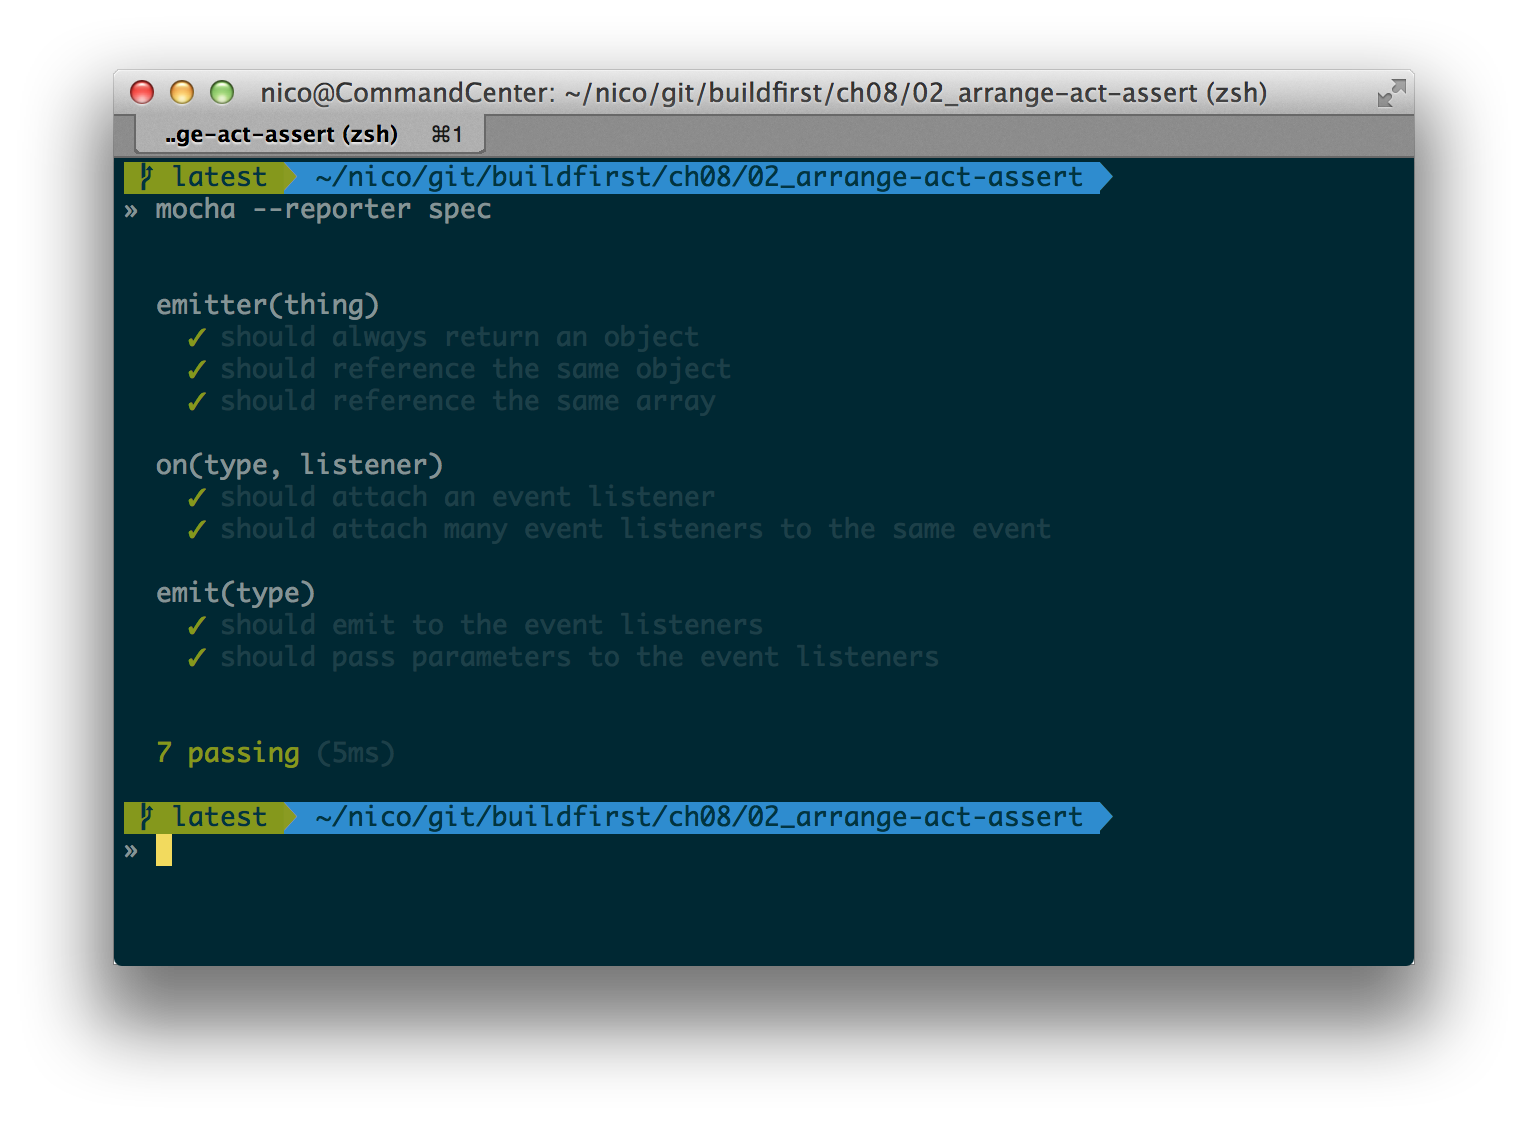 nico@CommandCenter: ~/nico/git/buildfirst/ch08/02_arrange-act-assert (zsh)
..ge-act-assert (zsh) ⌘1
latest ~/nico/git/buildfirst/ch08/02_arrange-act-assert
» mocha --reporter spec
emitter(thing)
✓ should always return an object
✓ should reference the same object
✓ should reference the same array
on(type, listener)
✓ should attach an event listener
✓ should attach many event listeners to the same event
emit(type)
✓ should emit to the event listeners
✓ should pass parameters to the event listeners
7 passing (5ms)
latest ~/nico/git/buildfirst/ch08/02_arrange-act-assert
»